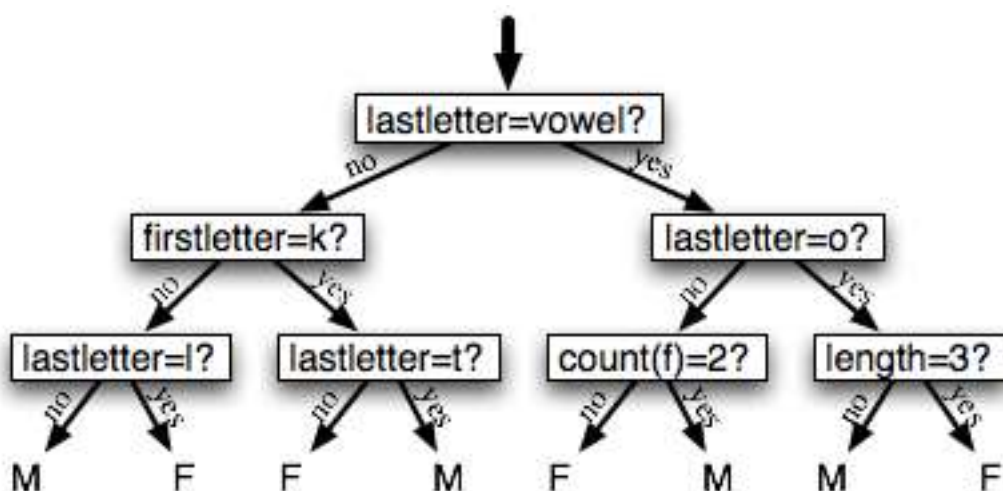 lastletter=vowel?
no yes
firstletter=k? lastletter=o?
no yes no yes
lastletter=l? lastletter=t? count(f)=2? length=3?
no yes no yes no yes no yes
M F F M F M M F